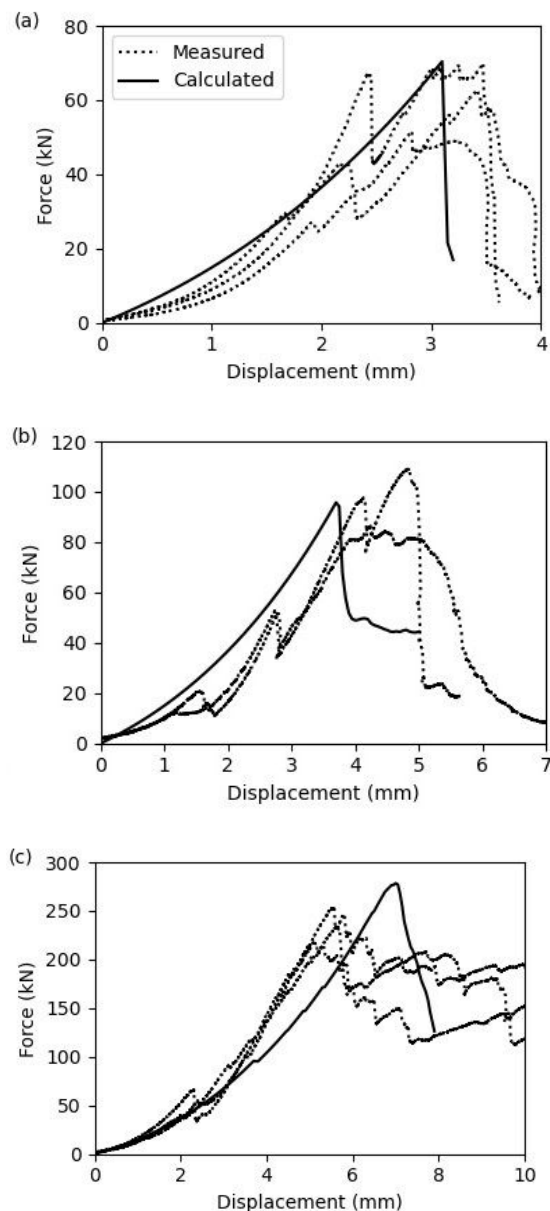 (a)
80
60
40
20
0
Force (kN)
Measured
Calculated
0 1 2 3 4
Displacement (mm)
(b)
120
100
80
60
40
20
0
Force (kN)
0 1 2 3 4 5 6 7
Displacement (mm)
(c)
300
250
200
150
100
50
0
Force (kN)
0 2 4 6 8 10
Displacement (mm)